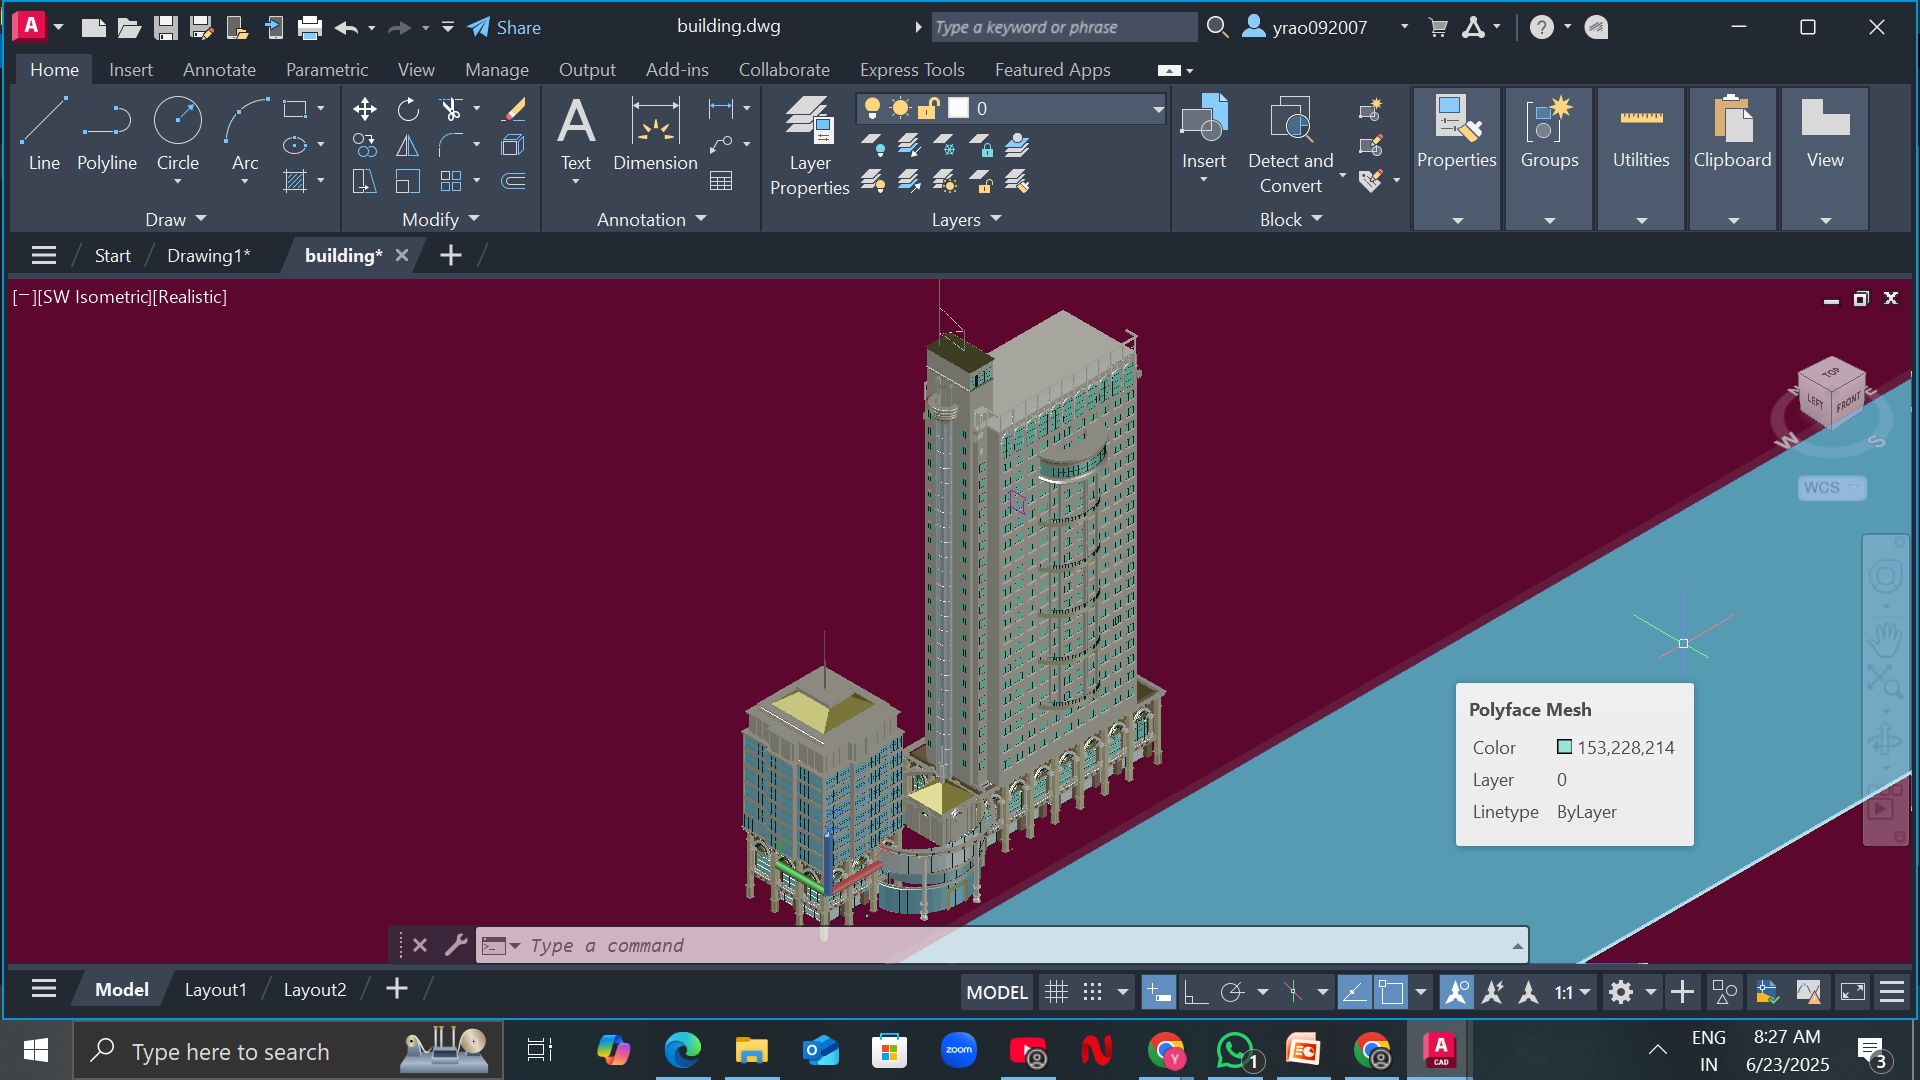 A Share building.dwg Type a keyword or phrase yrao092007
Home Insert Annotate Parametric View Manage Output Add-ins Collaborate Express Tools Featured Apps
0
Line Polyline Circle Arc
A Text Dimension
Layer Properties
Insert
Detect and Convert
Properties Groups Utilities Clipboard View
Draw Modify Annotation Layers Block
Start Drawing1* building*
[−][SW Isometric][Realistic]
TOP
LEFT FRONT
N E
W S
WCS
Polyface Mesh
Color 153,228,214
Layer 0
Linetype ByLayer
Type a command
Model Layout1 Layout2 MODEL 1:1
Type here to search
zoom
Y
1
A CAD
ENG
IN
8:27 AM
6/23/2025
3